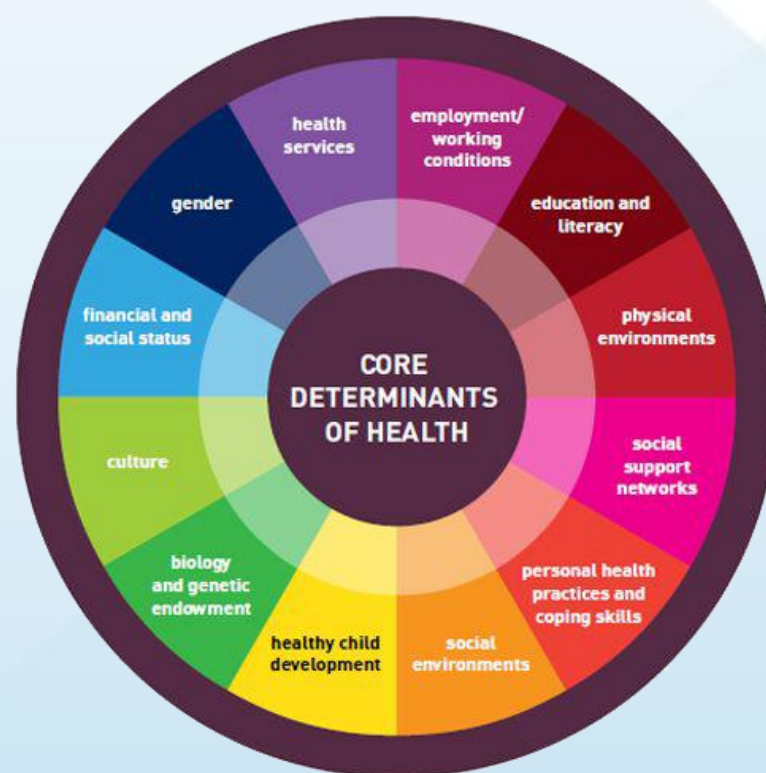 CORE
DETERMINANTS
OF HEALTH
health
services
employment/
working
conditions
education and
literacy
physical
environments
social
support
networks
personal health
practices and
coping skills
social
environments
healthy child
development
biology
and genetic
endowment
culture
financial and
social status
gender